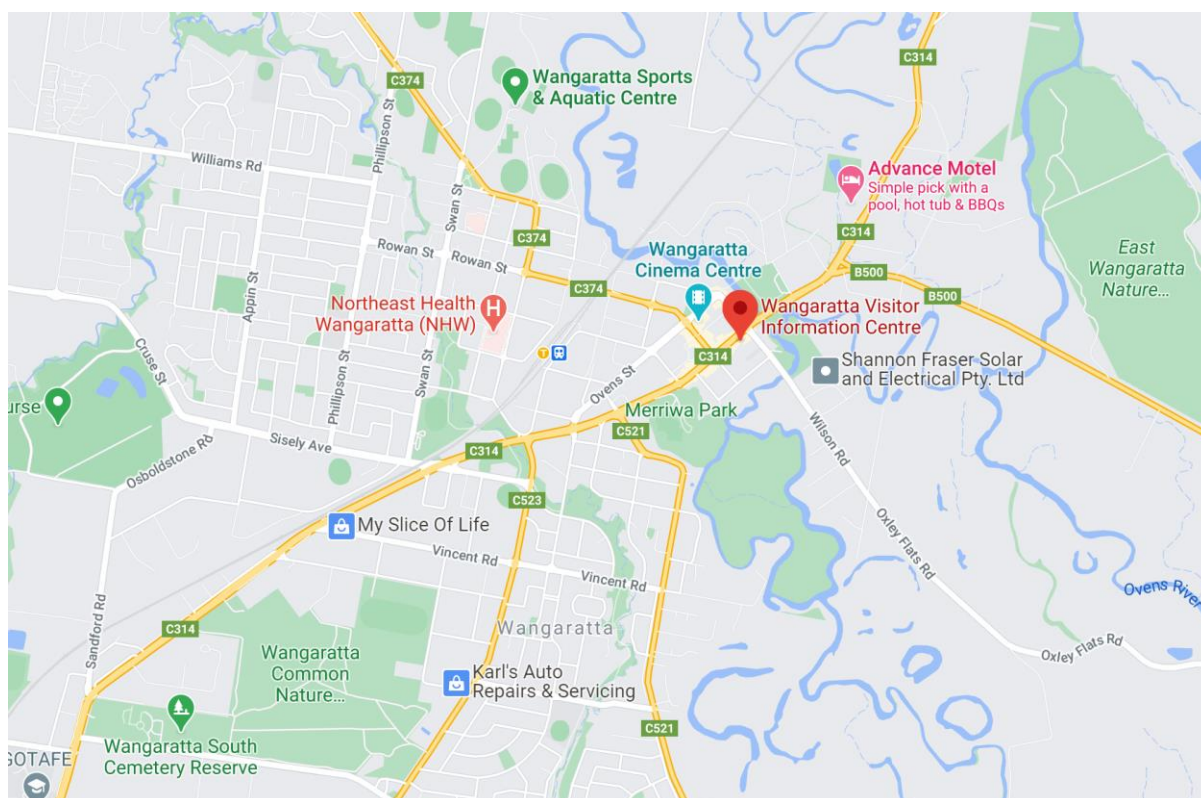 C314
C374
Wangaratta Sports
& Aquatic Centre
Phillipson St
Williams Rd
Swan St
Advance Motel
Simple pick with a
pool, hot tub & BBQs
C314
C374
Rowan St
Rowan St
Wangaratta
Cinema Centre
B500
East
Wangaratta
Nature...
Appin St
C374
B500
Northeast Health
Wangaratta (NHW)
H
Wangaratta Visitor
Information Centre
C314
Shannon Fraser Solar
and Electrical Pty. Ltd
Cruse St
Phillipson St
Swan St
Ovens St
urse
Merriwa Park
Wilson Rd
C521
Sisely Ave
Osboldstone Rd
C314
C523
My Slice Of Life
Vincent Rd
Vincent Rd
Oxley Flats Rd
Ovens River
Sandford Rd
C314
Wangaratta
Oxley Flats Rd
Wangaratta
Common
Nature...
Karl's Auto
Repairs & Servicing
C521
Wangaratta South
Cemetery Reserve
GOTAFE